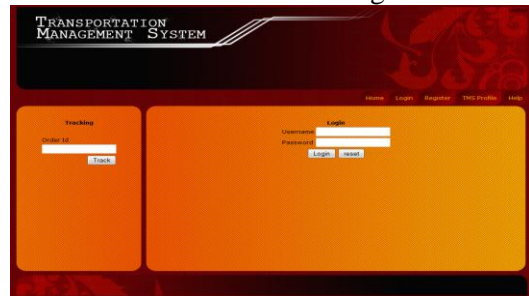 TRANSPORTATION
MANAGEMENT SYSTEM
Home Login Register TMS Profile Help
Tracking
Order Id
Track
Login
Username
Password
Login reset